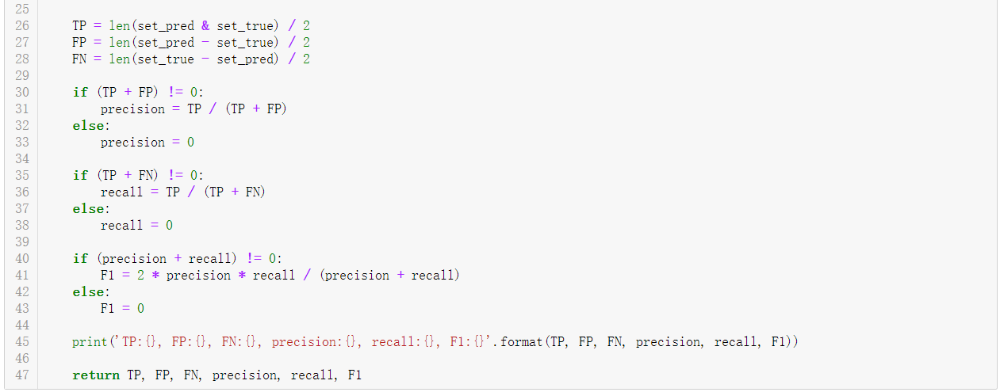 25
26 TP = len(set_pred & set_true) / 2
27 FP = len(set_pred - set_true) / 2
28 FN = len(set_true - set_pred) / 2
29
30 if (TP + FP) != 0:
31 precision = TP / (TP + FP)
32 else:
33 precision = 0
34
35 if (TP + FN) != 0:
36 recall = TP / (TP + FN)
37 else:
38 recall = 0
39
40 if (precision + recall) != 0:
41 F1 = 2 * precision * recall / (precision + recall)
42 else:
43 F1 = 0
44
45 print('TP:{}, FP:{}, FN:{}, precision:{}, recall:{}, F1:{}'.format(TP, FP, FN, precision, recall, F1))
46
47 return TP, FP, FN, precision, recall, F1